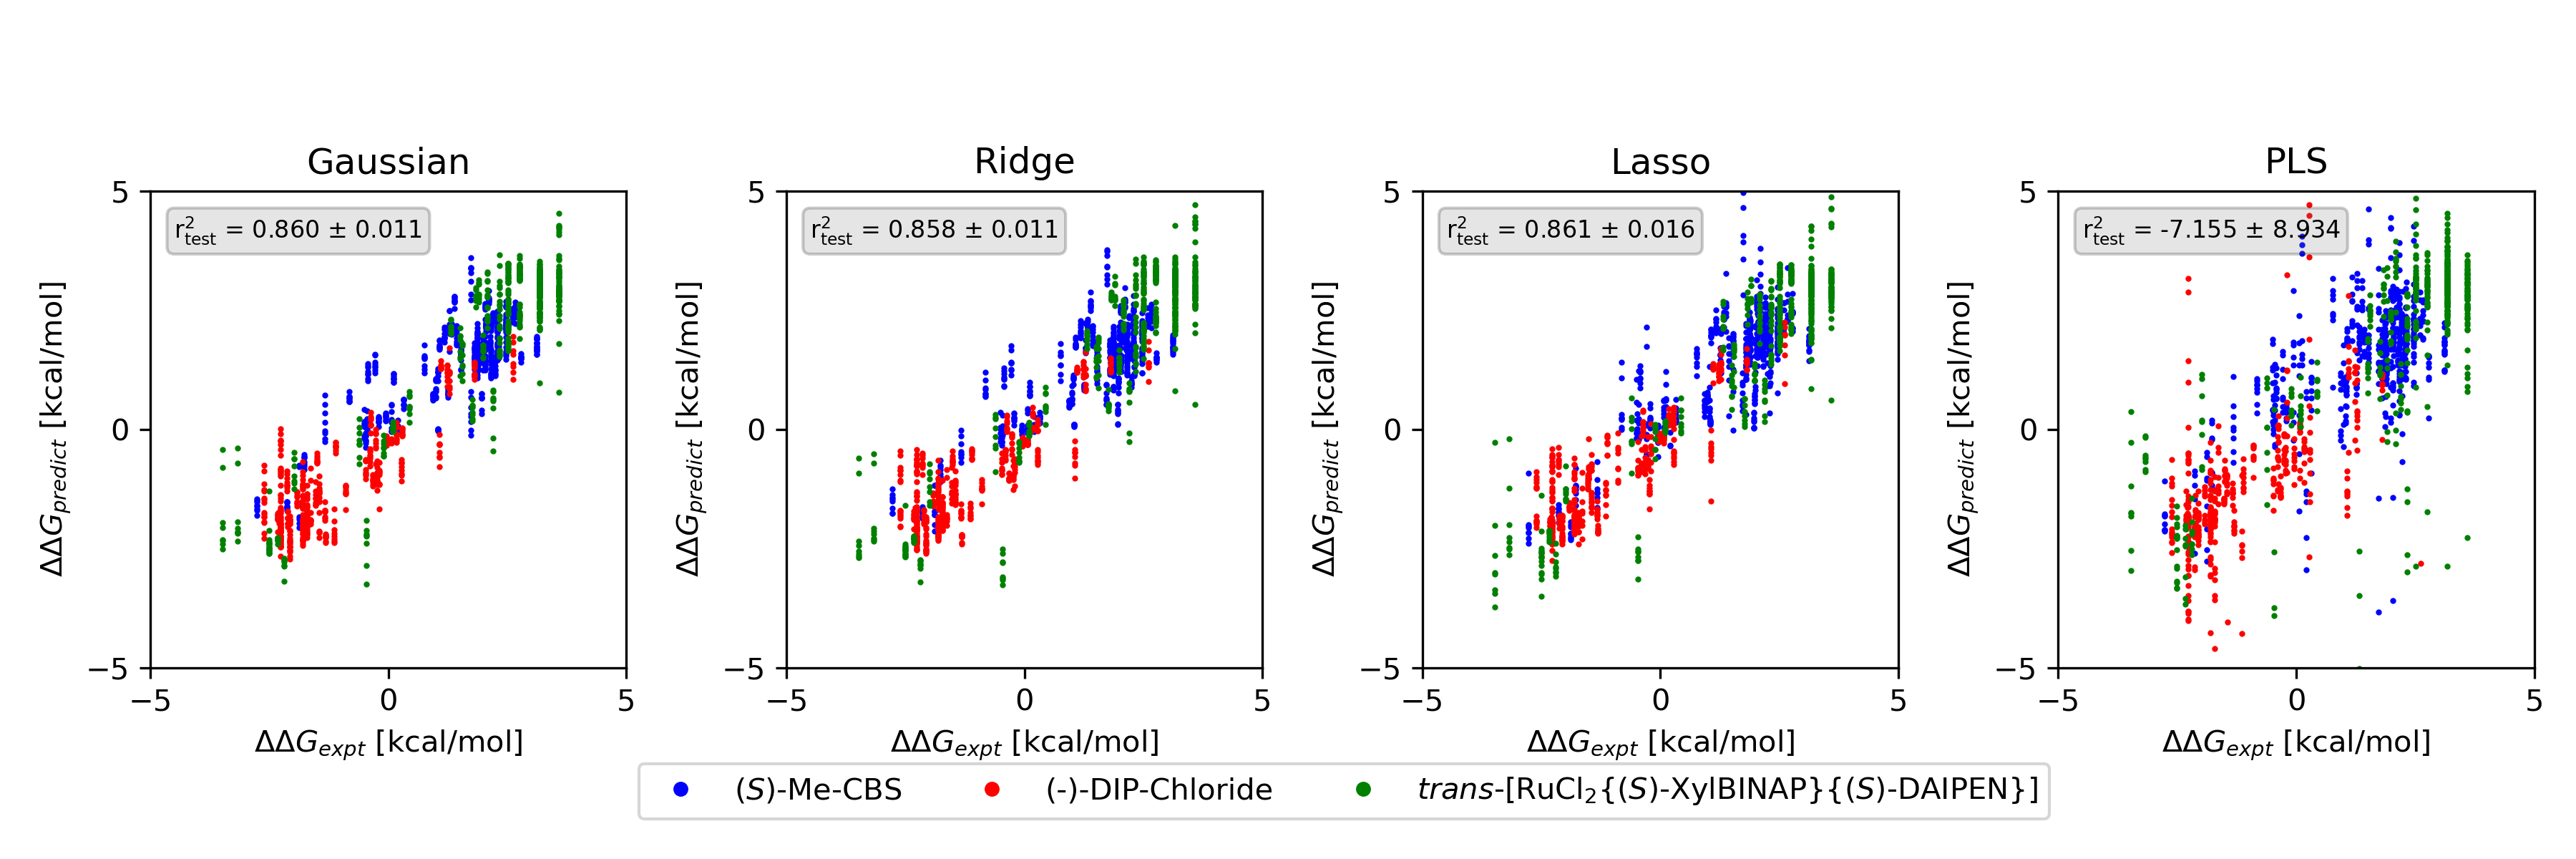 Gaussian Ridge Lasso PLS
5 5 5 5
r²test = 0.860 ± 0.011 r²test = 0.858 ± 0.011 r²test = 0.861 ± 0.016 r²test = -7.155 ± 8.934
ΔΔGpredict [kcal/mol] ΔΔGpredict [kcal/mol] ΔΔGpredict [kcal/mol] ΔΔGpredict [kcal/mol]
0 0 0 0
−5 −5 −5 −5
−5 0 5 −5 0 5 −5 0 5 −5 0 5
ΔΔGexpt [kcal/mol] ΔΔGexpt [kcal/mol] ΔΔGexpt [kcal/mol] ΔΔGexpt [kcal/mol]
(S)-Me-CBS (-)-DIP-Chloride trans-[RuCl₂{(S)-XylBINAP}{(S)-DAIPEN}]